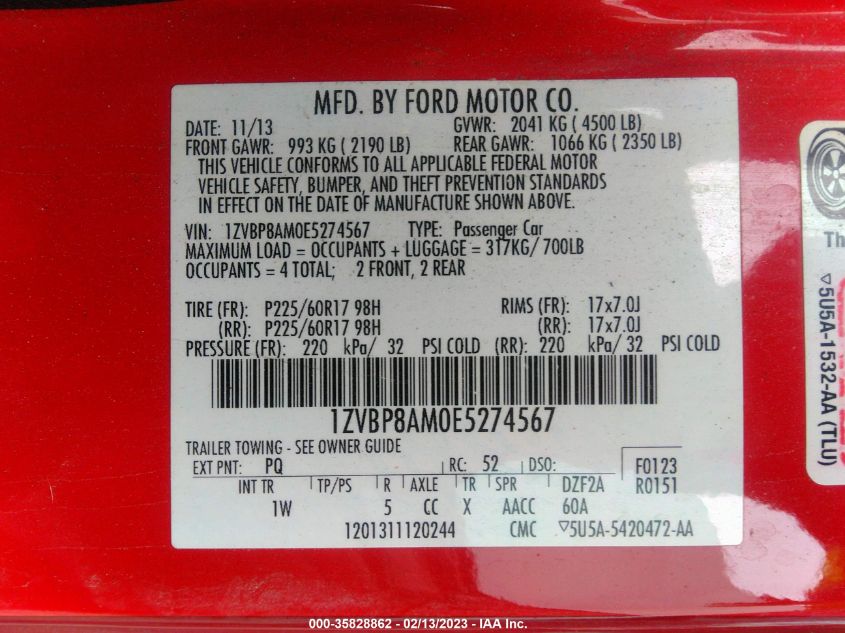 MFD. BY FORD MOTOR CO.
DATE: 11/13 GVWR: 2041 KG ( 4500 LB)
FRONT GAWR: 993 KG ( 2190 LB) REAR GAWR: 1066 KG ( 2350 LB)
THIS VEHICLE CONFORMS TO ALL APPLICABLE FEDERAL MOTOR
VEHICLE SAFETY, BUMPER, AND THEFT PREVENTION STANDARDS
IN EFFECT ON THE DATE OF MANUFACTURE SHOWN ABOVE.
VIN: 1ZVBP8AM0E5274567 TYPE: Passenger Car
MAXIMUM LOAD = OCCUPANTS + LUGGAGE = 317KG/ 700LB
OCCUPANTS = 4 TOTAL; 2 FRONT, 2 REAR
TIRE (FR): P225/60R17 98H RIMS (FR): 17x7.0J
(RR): P225/60R17 98H (RR): 17x7.0J
PRESSURE (FR): 220 kPa/ 32 PSI COLD (RR): 220 kPa/ 32 PSI COLD
1ZVBP8AM0E5274567
TRAILER TOWING - SEE OWNER GUIDE
EXT PNT: PQ RC: 52 DSO: F0123
INT TR TP/PS R AXLE TR SPR DZF2A R0151
1W 5 CC X AACC 60A
1201311120244 CMC ▽5U5A-5420472-AA
Th
▽5U5A-1532-AA (TLU)
000-35828862 - 02/13/2023 - IAA Inc.